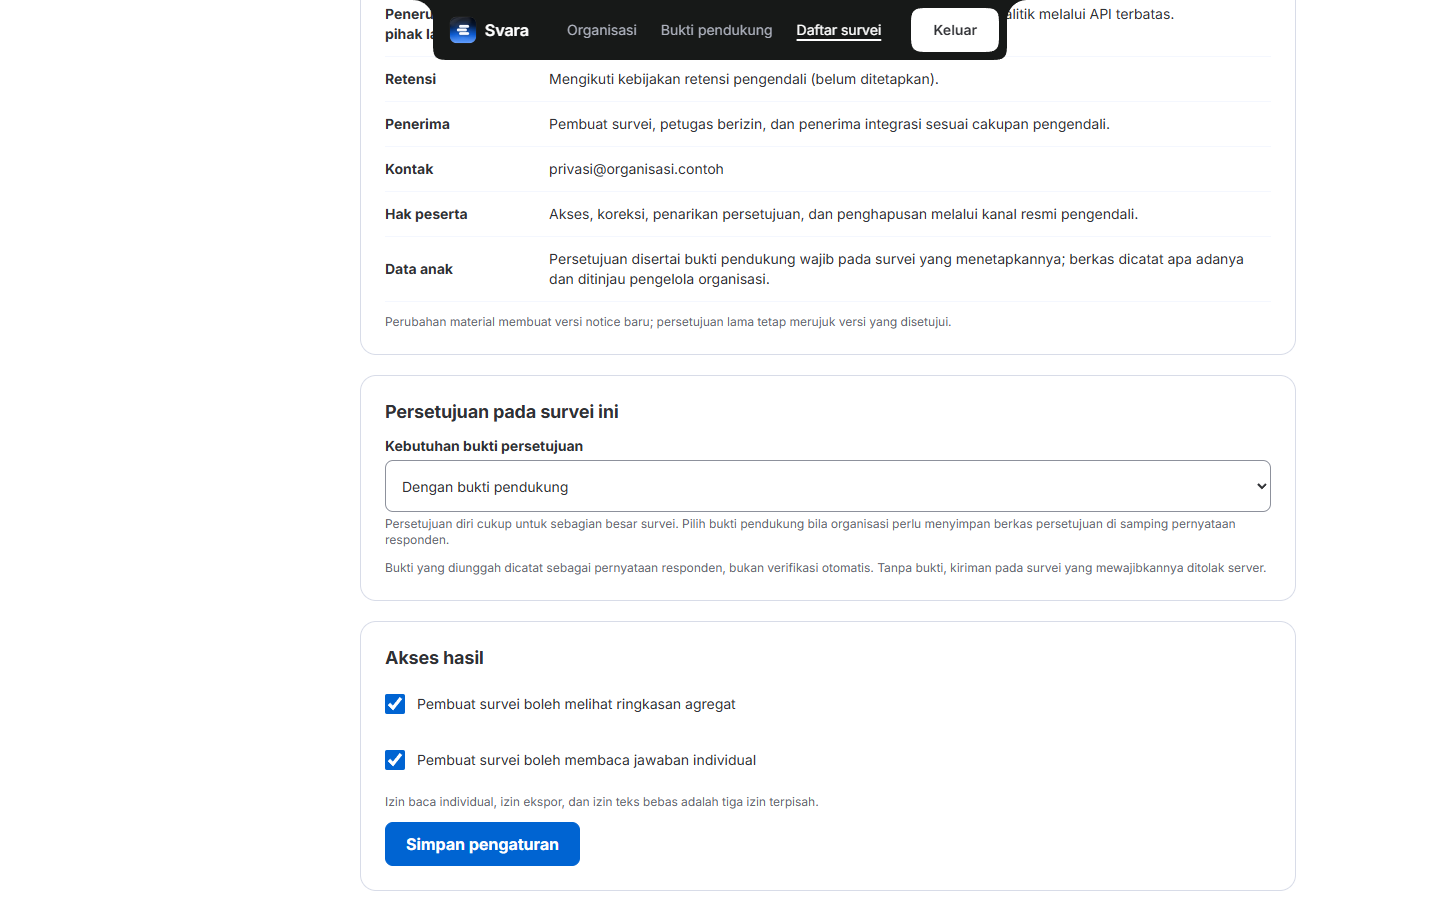 Svara
Organisasi
Bukti pendukung
Daftar survei
Keluar
melalui API terbatas.
Retensi
Mengikuti kebijakan retensi pengendali (belum ditetapkan).
Penerima
Pembuat survei, petugas berizin, dan penerima integrasi sesuai cakupan pengendali.
Kontak
privasi@organisasi.contoh
Hak peserta
Akses, koreksi, penarikan persetujuan, dan penghapusan melalui kanal resmi pengendali.
Data anak
Persetujuan disertai bukti pendukung wajib pada survei yang menetapkannya; berkas dicatat apa adanya
dan ditinjau pengelola organisasi.
Perubahan material membuat versi notice baru; persetujuan lama tetap merujuk versi yang disetujui.
Persetujuan pada survei ini
Kebutuhan bukti persetujuan
Dengan bukti pendukung
Persetujuan diri cukup untuk sebagian besar survei. Pilih bukti pendukung bila organisasi perlu menyimpan berkas persetujuan di samping pernyataan
responden.
Bukti yang diunggah dicatat sebagai pernyataan responden, bukan verifikasi otomatis. Tanpa bukti, kiriman pada survei yang mewajibkannya ditolak server.
Akses hasil
Pembuat survei boleh melihat ringkasan agregat
Pembuat survei boleh membaca jawaban individual
Izin baca individual, izin ekspor, dan izin teks bebas adalah tiga izin terpisah.
Simpan pengaturan